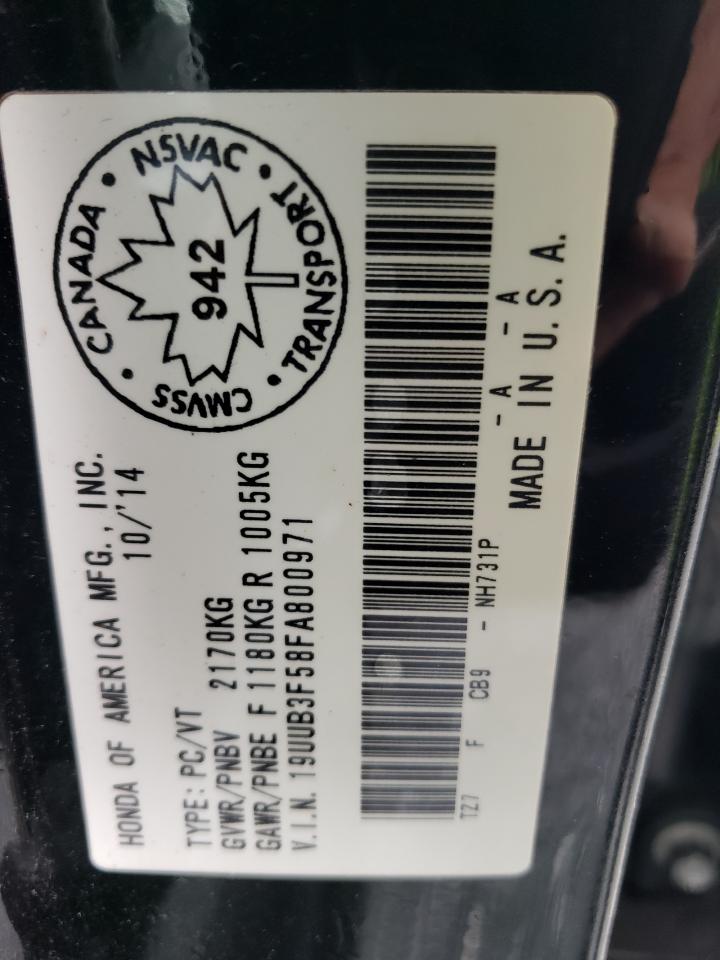 HONDA OF AMERICA MFG., INC.
10/'14
TYPE: PC/VT
GVWR/PNBV 2170KG
GAWR/PNBE F 1180KG R 1005KG
V.I.N. 19UUB3F58FA800971
CANADA • NSVAC • TRANSPORT • CMVSS •
942
TZ7 F CB9 - NH731P - A - A
MADE IN U.S.A.